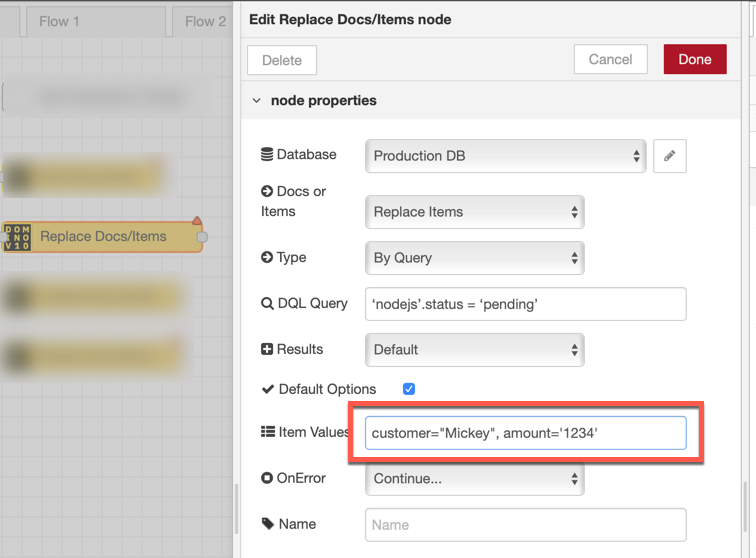 Flow 1
Flow 2
Edit Replace Docs/Items node
Delete
Cancel
Done
node properties
Database
Production DB
Docs or
Items
Replace Items
DOM
INO
V10
Replace Docs/Items
Type
By Query
DQL Query
‘nodejs’.status = ‘pending’
Results
Default
Default Options
Item Values
customer="Mickey", amount='1234'
OnError
Continue...
Name
Name